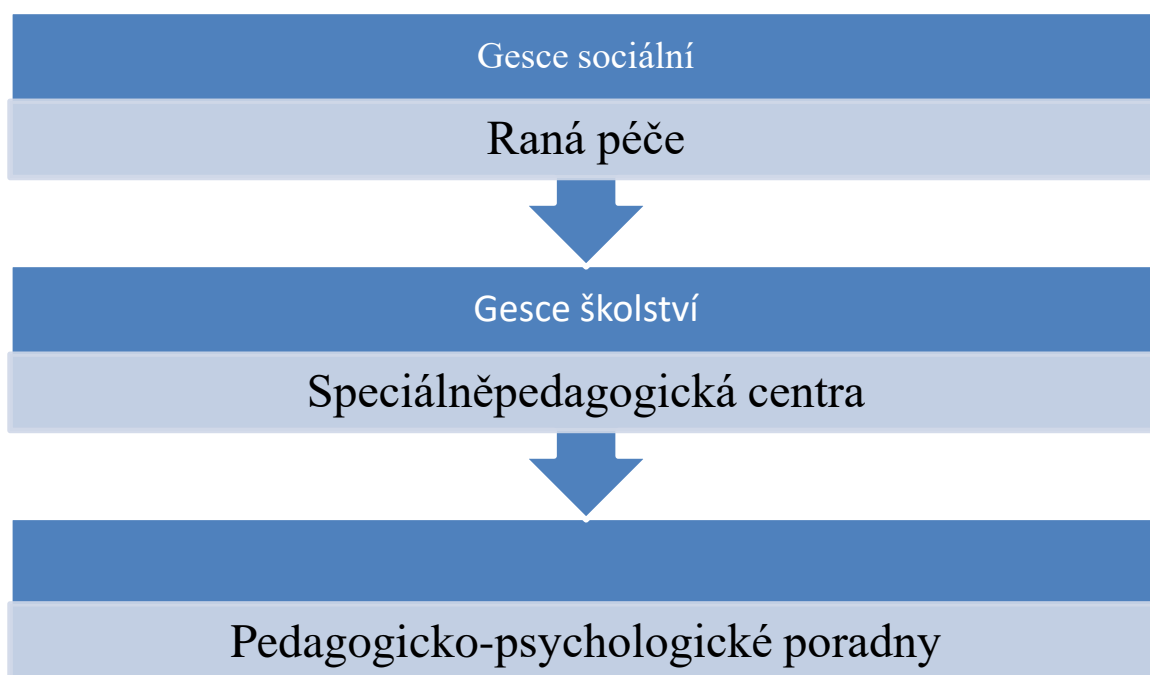 Gesce sociální
Raná péče
Gesce školství
Speciálněpedagogická centra
Pedagogicko-psychologické poradny